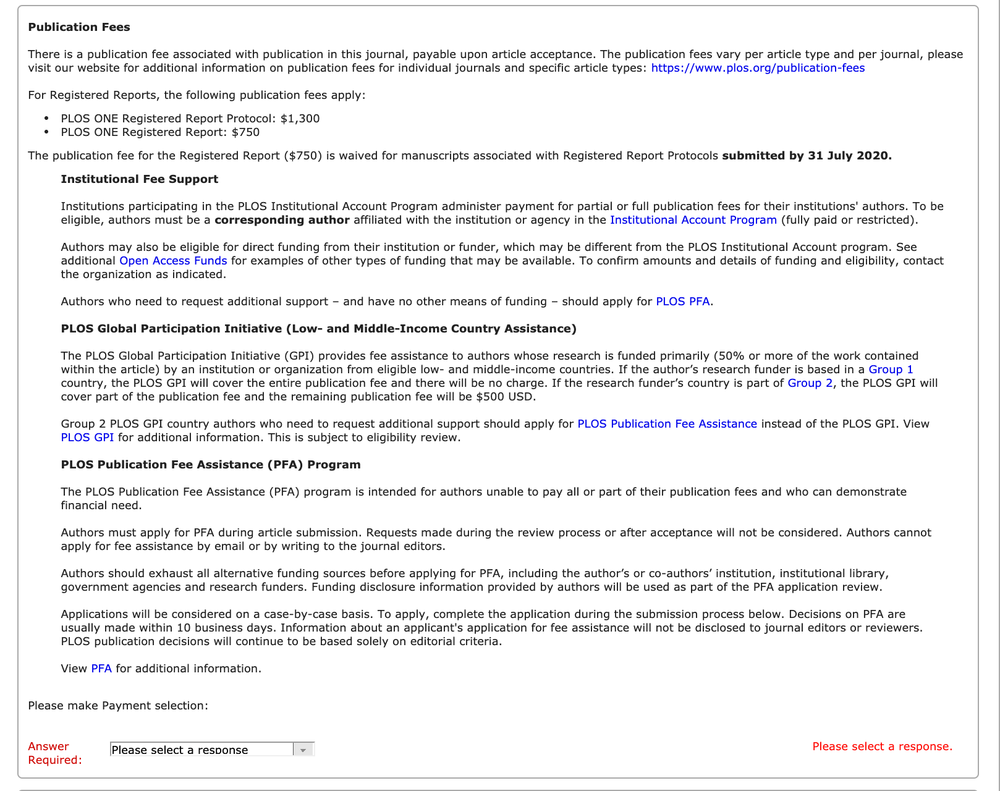 Publication Fees
There is a publication fee associated with publication in this journal, payable upon article acceptance. The publication fees vary per article type and per journal, please
visit our website for additional information on publication fees for individual journals and specific article types: https://www.plos.org/publication-fees
For Registered Reports, the following publication fees apply:
• PLOS ONE Registered Report Protocol: $1,300
• PLOS ONE Registered Report: $750
The publication fee for the Registered Report ($750) is waived for manuscripts associated with Registered Report Protocols submitted by 31 July 2020.
Institutional Fee Support
Institutions participating in the PLOS Institutional Account Program administer payment for partial or full publication fees for their institutions' authors. To be
eligible, authors must be a corresponding author affiliated with the institution or agency in the Institutional Account Program (fully paid or restricted).
Authors may also be eligible for direct funding from their institution or funder, which may be different from the PLOS Institutional Account program. See
additional Open Access Funds for examples of other types of funding that may be available. To confirm amounts and details of funding and eligibility, contact
the organization as indicated.
Authors who need to request additional support – and have no other means of funding – should apply for PLOS PFA.
PLOS Global Participation Initiative (Low- and Middle-Income Country Assistance)
The PLOS Global Participation Initiative (GPI) provides fee assistance to authors whose research is funded primarily (50% or more of the work contained
within the article) by an institution or organization from eligible low- and middle-income countries. If the author’s research funder is based in a Group 1
country, the PLOS GPI will cover the entire publication fee and there will be no charge. If the research funder’s country is part of Group 2, the PLOS GPI will
cover part of the publication fee and the remaining publication fee will be $500 USD.
Group 2 PLOS GPI country authors who need to request additional support should apply for PLOS Publication Fee Assistance instead of the PLOS GPI. View
PLOS GPI for additional information. This is subject to eligibility review.
PLOS Publication Fee Assistance (PFA) Program
The PLOS Publication Fee Assistance (PFA) program is intended for authors unable to pay all or part of their publication fees and who can demonstrate
financial need.
Authors must apply for PFA during article submission. Requests made during the review process or after acceptance will not be considered. Authors cannot
apply for fee assistance by email or by writing to the journal editors.
Authors should exhaust all alternative funding sources before applying for PFA, including the author’s or co-authors’ institution, institutional library,
government agencies and research funders. Funding disclosure information provided by authors will be used as part of the PFA application review.
Applications will be considered on a case-by-case basis. To apply, complete the application during the submission process below. Decisions on PFA are
usually made within 10 business days. Information about an applicant's application for fee assistance will not be disclosed to journal editors or reviewers.
PLOS publication decisions will continue to be based solely on editorial criteria.
View PFA for additional information.
Please make Payment selection:
Answer
Required:
Please select a response
Please select a response.